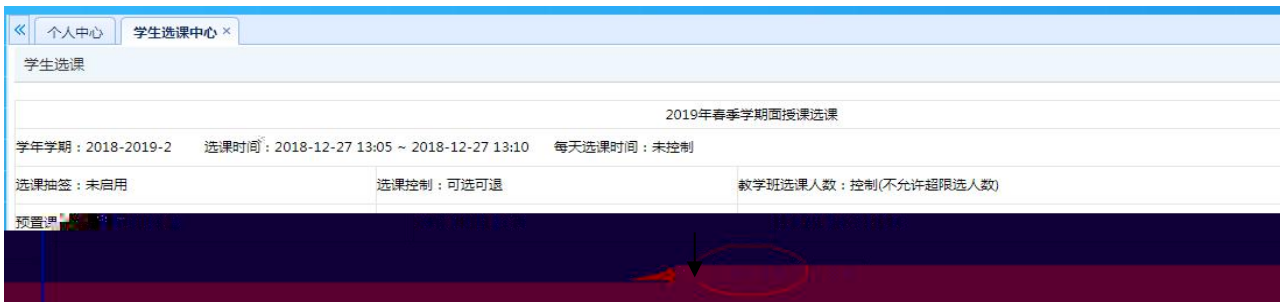 个人中心 学生选课中心 ×
学生选课
2019年春季学期面授课选课
学年学期：2018-2019-2 选课时间：2018-12-27 13:05 ~ 2018-12-27 13:10 每天选课时间：未控制
选课抽签：未启用 选课控制：可选可退 教学班选课人数：控制(不允许超限选人数)
预置课